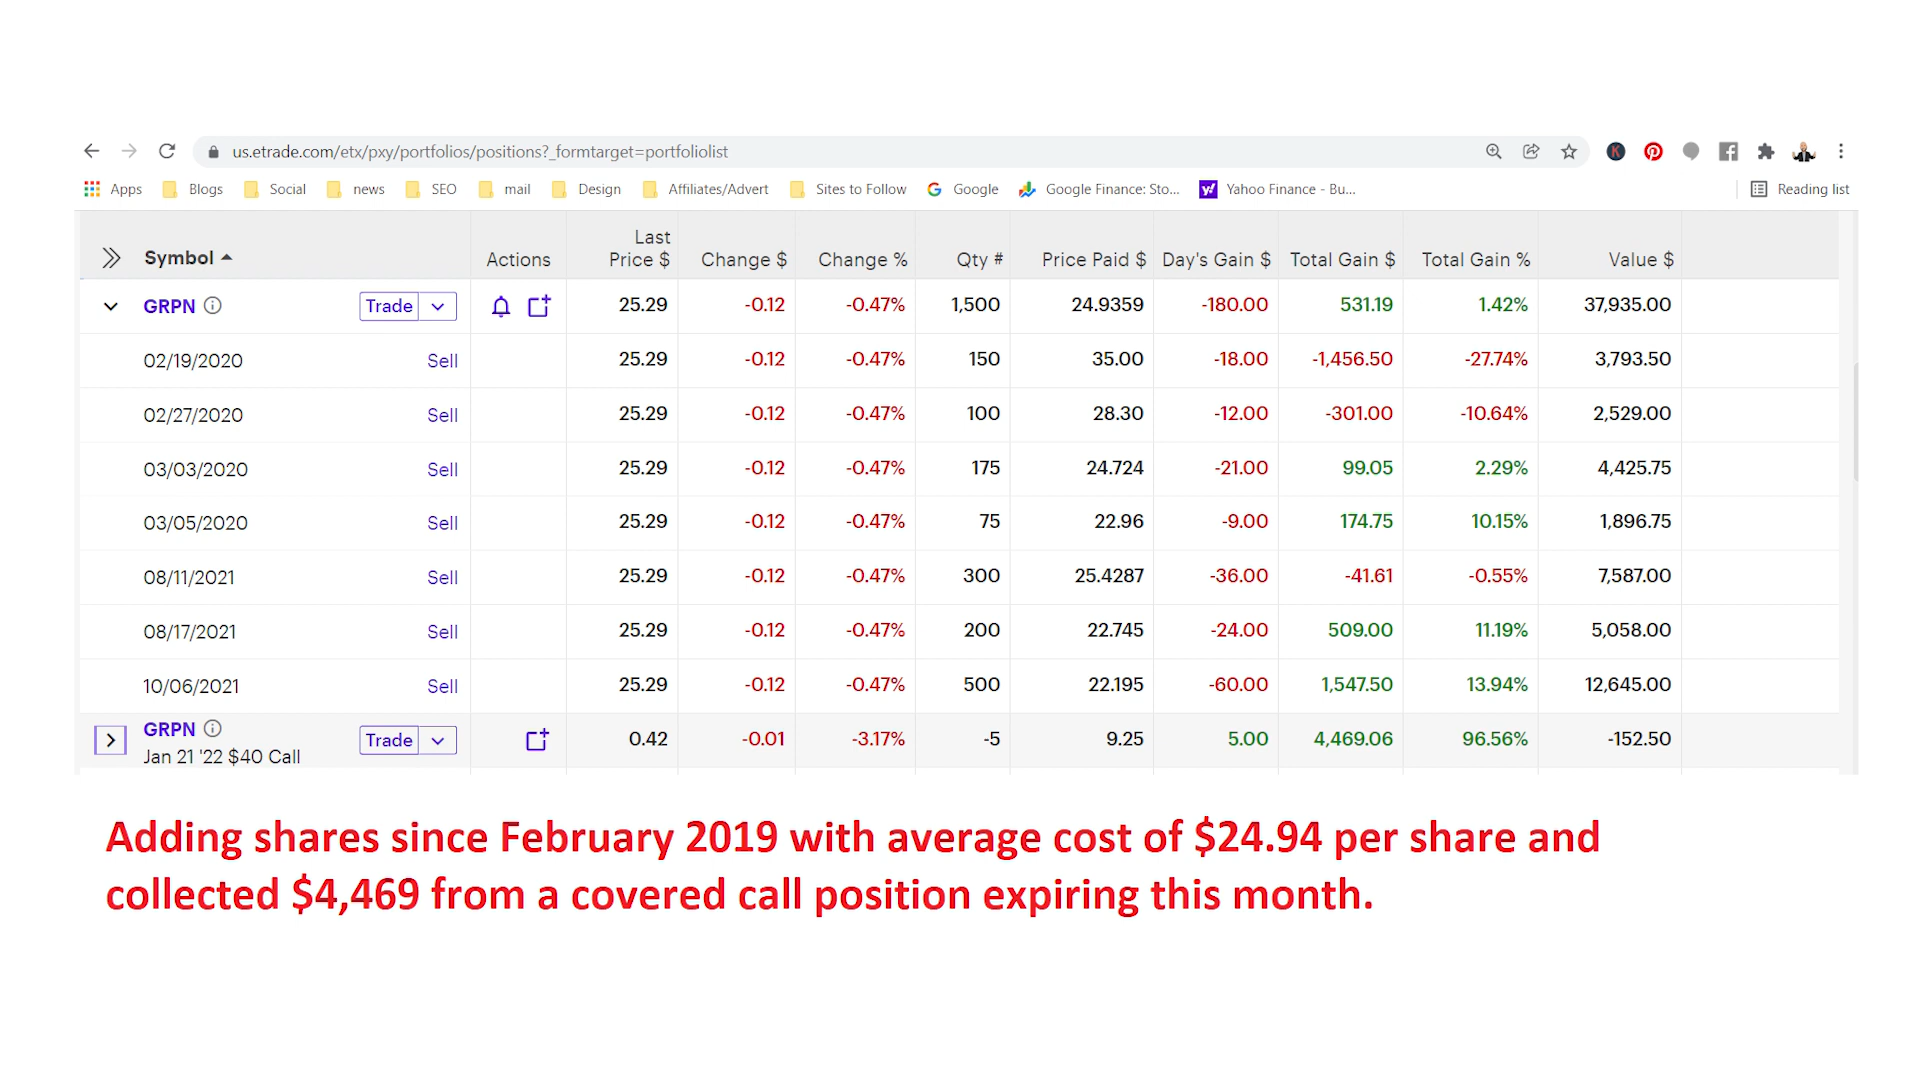 us.etrade.com/etx/pxy/portfolios/positions?_formtarget=portfoliolist
Apps Blogs Social news SEO mail Design Affiliates/Advert Sites to Follow Google Google Finance: Sto... Yahoo Finance - Bu... Reading list
Symbol Actions Last Price $ Change $ Change % Qty # Price Paid $ Day's Gain $ Total Gain $ Total Gain % Value $
GRPN Trade 25.29 -0.12 -0.47% 1,500 24.9359 -180.00 531.19 1.42% 37,935.00
02/19/2020 Sell 25.29 -0.12 -0.47% 150 35.00 -18.00 -1,456.50 -27.74% 3,793.50
02/27/2020 Sell 25.29 -0.12 -0.47% 100 28.30 -12.00 -301.00 -10.64% 2,529.00
03/03/2020 Sell 25.29 -0.12 -0.47% 175 24.724 -21.00 99.05 2.29% 4,425.75
03/05/2020 Sell 25.29 -0.12 -0.47% 75 22.96 -9.00 174.75 10.15% 1,896.75
08/11/2021 Sell 25.29 -0.12 -0.47% 300 25.4287 -36.00 -41.61 -0.55% 7,587.00
08/17/2021 Sell 25.29 -0.12 -0.47% 200 22.745 -24.00 509.00 11.19% 5,058.00
10/06/2021 Sell 25.29 -0.12 -0.47% 500 22.195 -60.00 1,547.50 13.94% 12,645.00
GRPN Trade 0.42 -0.01 -3.17% -5 9.25 5.00 4,469.06 96.56% -152.50
Jan 21 '22 $40 Call
Adding shares since February 2019 with average cost of $24.94 per share and
collected $4,469 from a covered call position expiring this month.